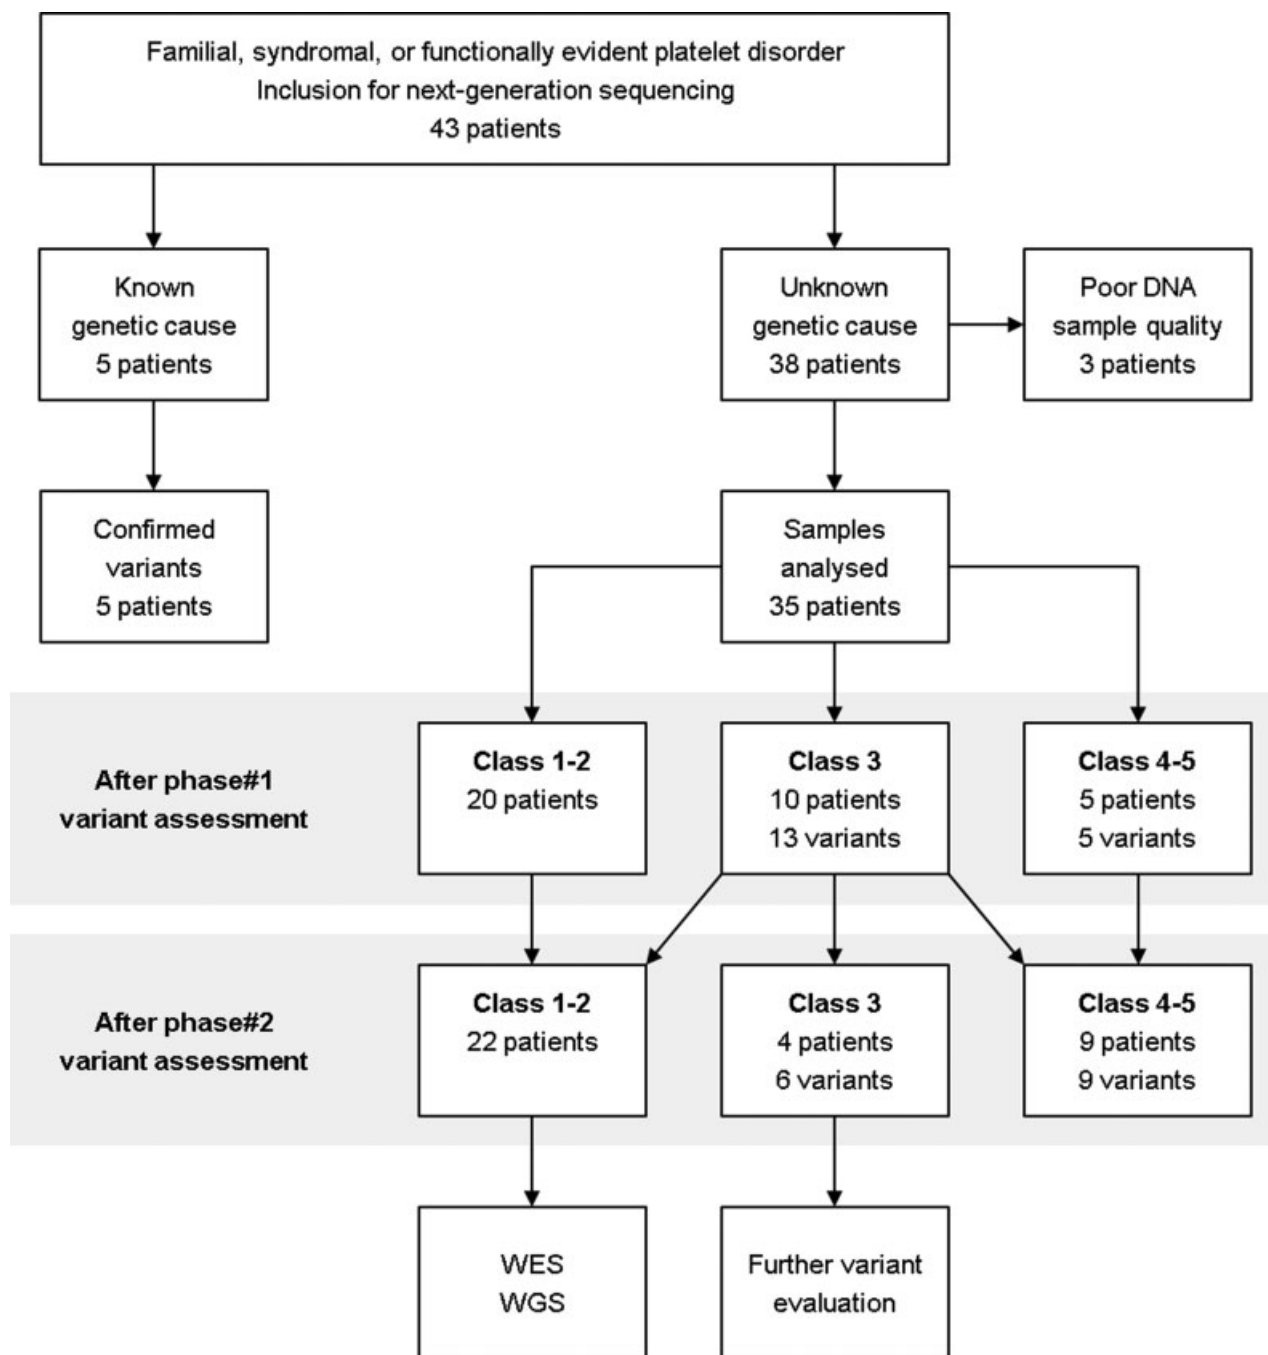 Familial, syndromal, or functionally evident platelet disorder
Inclusion for next-generation sequencing
43 patients
Known
genetic cause
5 patients
Unknown
genetic cause
38 patients
Poor DNA
sample quality
3 patients
Confirmed
variants
5 patients
Samples
analysed
35 patients
After phase#1
variant assessment
Class 1-2
20 patients
Class 3
10 patients
13 variants
Class 4-5
5 patients
5 variants
After phase#2
variant assessment
Class 1-2
22 patients
Class 3
4 patients
6 variants
Class 4-5
9 patients
9 variants
WES
WGS
Further variant
evaluation